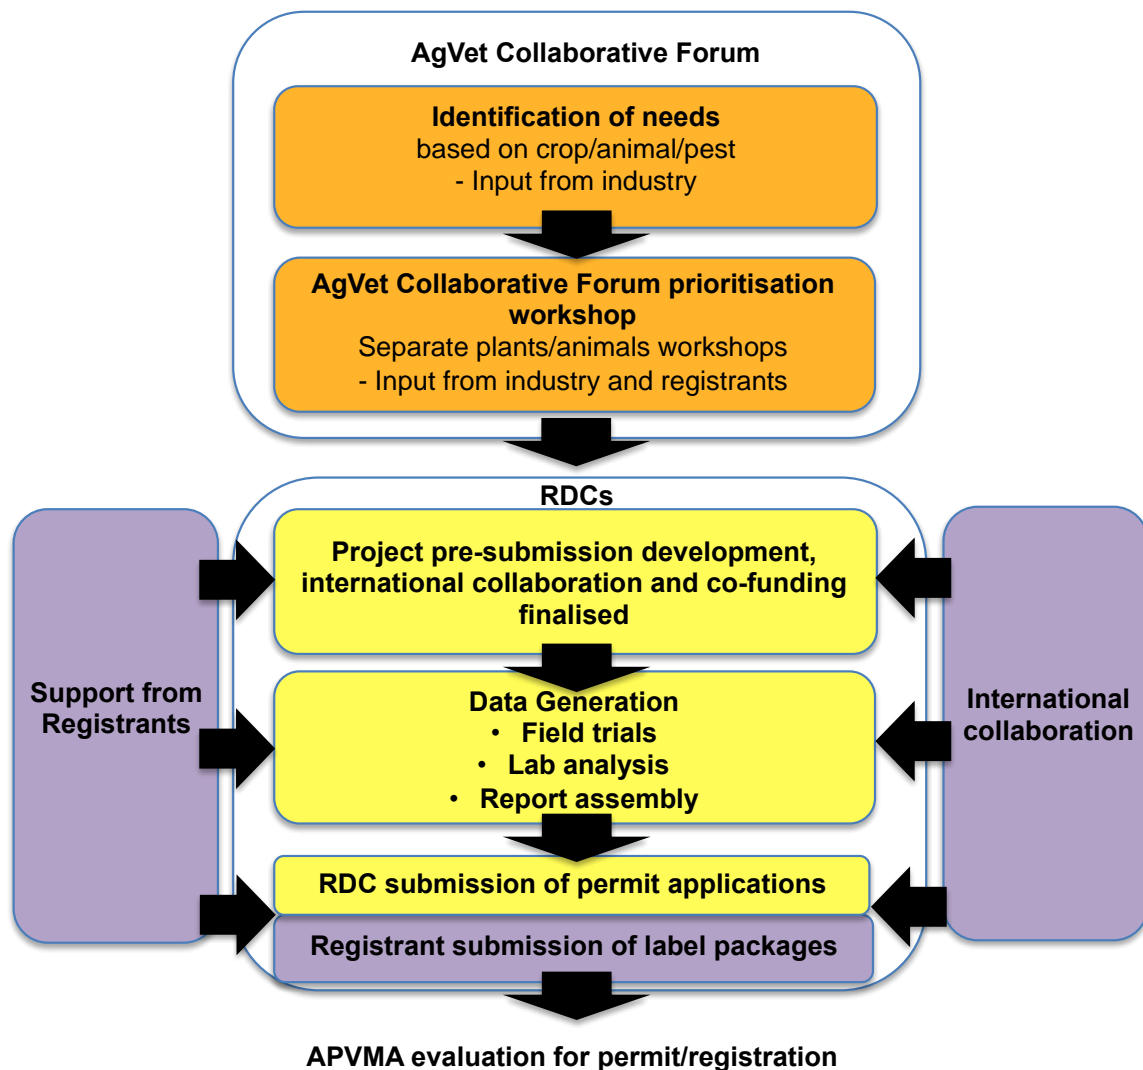 AgVet Collaborative Forum
Identification of needs
based on crop/animal/pest
- Input from industry
AgVet Collaborative Forum prioritisation
workshop
Separate plants/animals workshops
- Input from industry and registrants
RDCs
Project pre-submission development,
international collaboration and co-funding
finalised
Support from
Registrants
Data Generation
• Field trials
• Lab analysis
• Report assembly
International
collaboration
RDC submission of permit applications
Registrant submission of label packages
APVMA evaluation for permit/registration